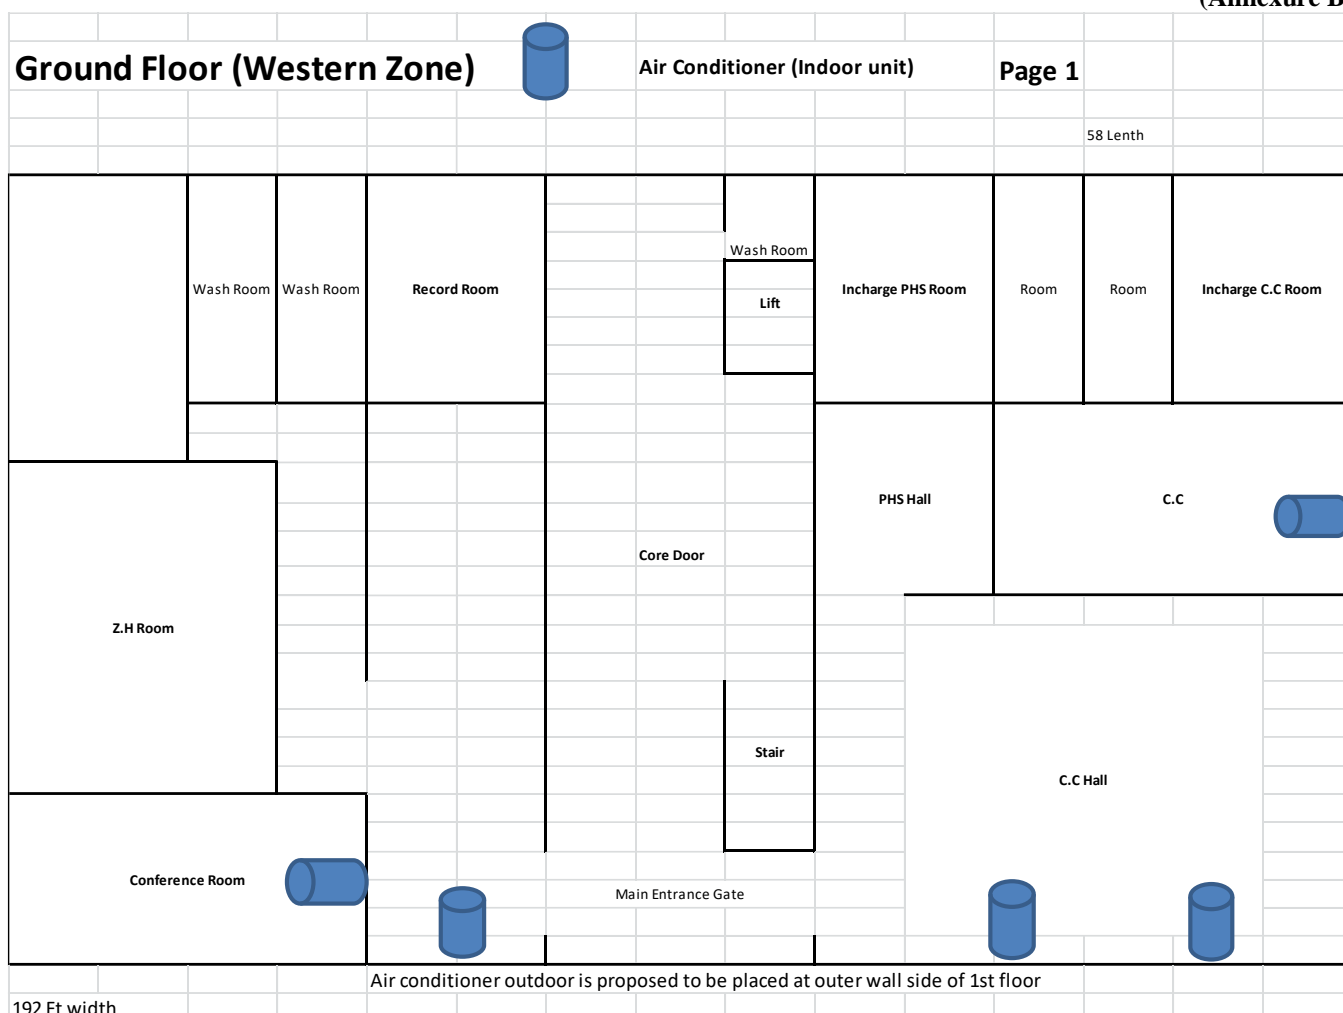 (Annexure B
Ground Floor (Western Zone)
Air Conditioner (Indoor unit)
Page 1
58 Lenth
Wash Room
Wash Room
Wash Room
Record Room
Lift
Incharge PHS Room
Room
Room
Incharge C.C Room
PHS Hall
C.C
Core Door
Z.H Room
Stair
C.C Hall
Conference Room
Main Entrance Gate
Air conditioner outdoor is proposed to be placed at outer wall side of 1st floor
192 Ft width